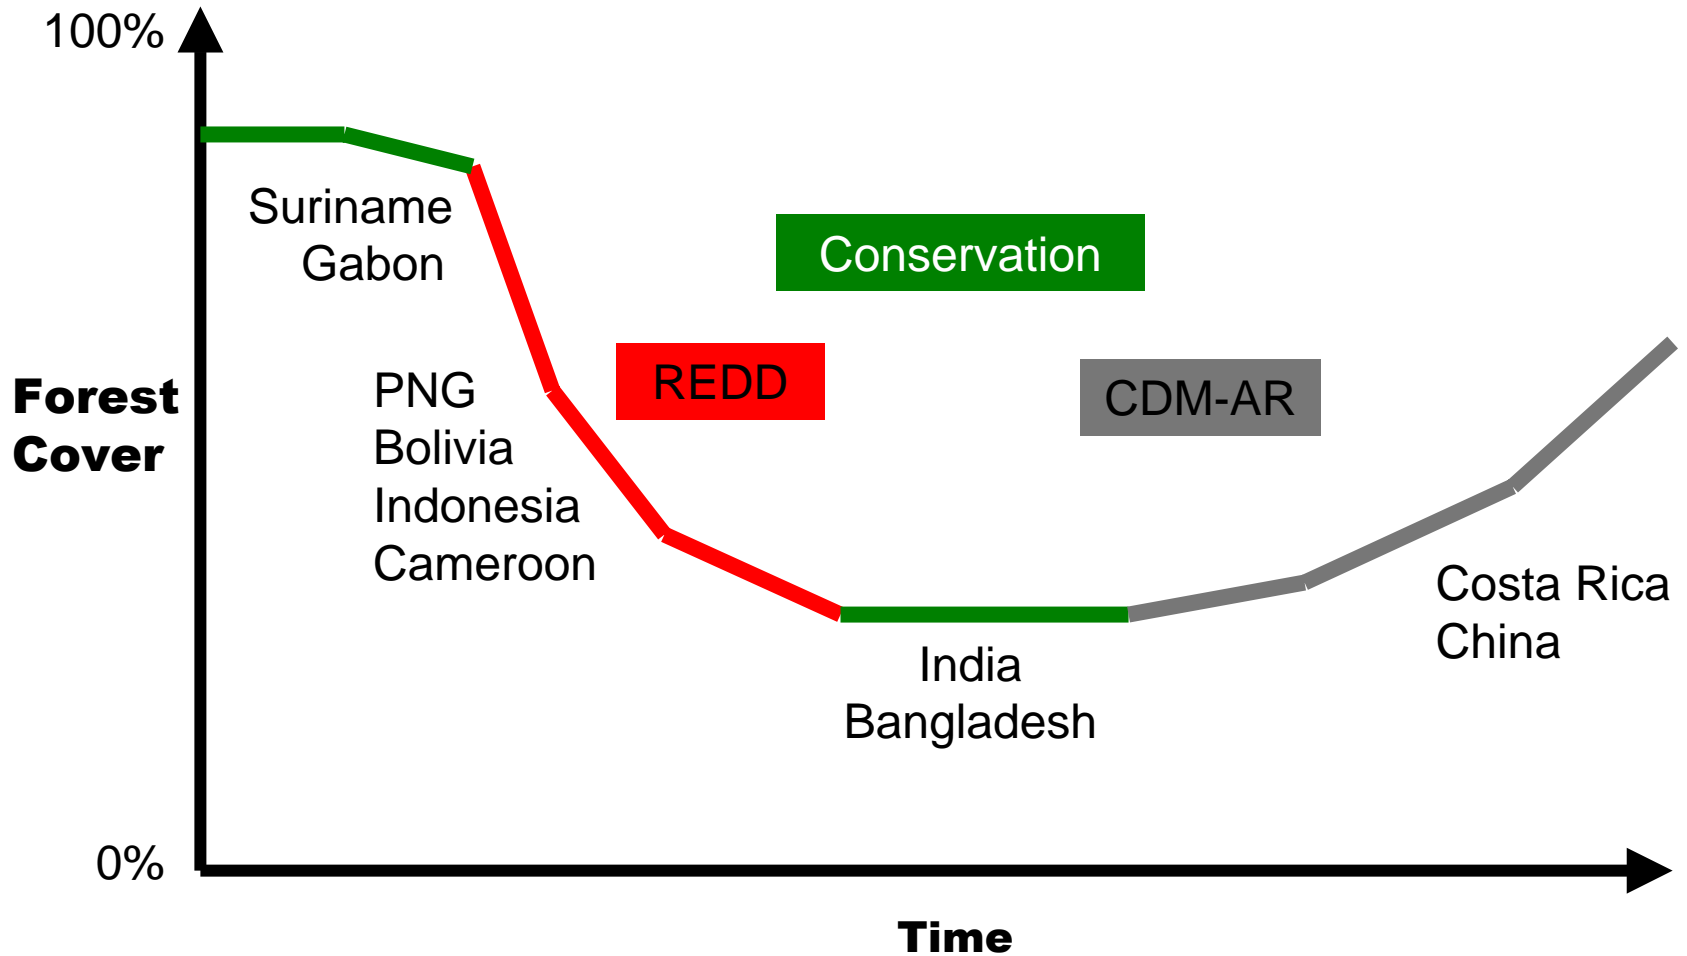 100%
Suriname
Gabon
Conservation
REDD
CDM-AR
Forest
Cover
PNG
Bolivia
Indonesia
Cameroon
Costa Rica
China
India
Bangladesh
0%
Time